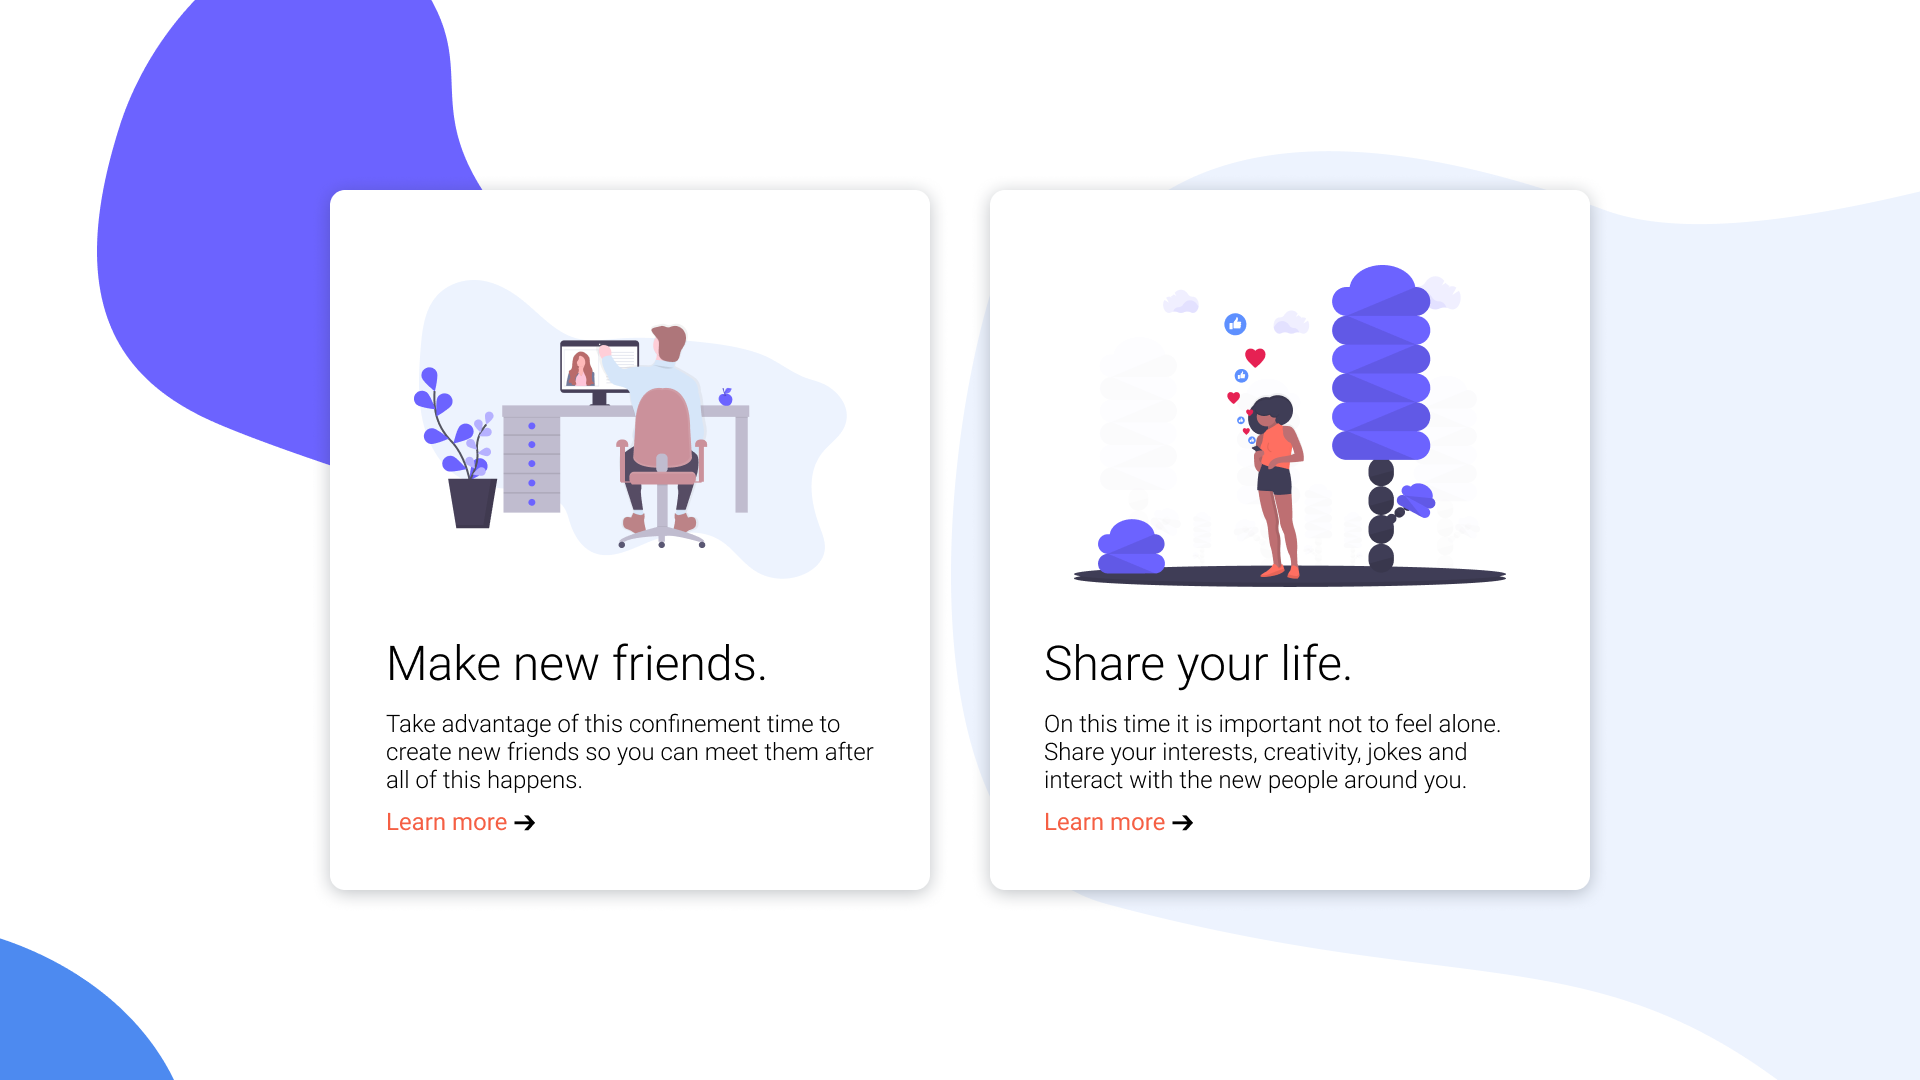 Make new friends.
Take advantage of this confinement time to
create new friends so you can meet them after
all of this happens.
Learn more ➔
Share your life.
On this time it is important not to feel alone.
Share your interests, creativity, jokes and
interact with the new people around you.
Learn more ➔